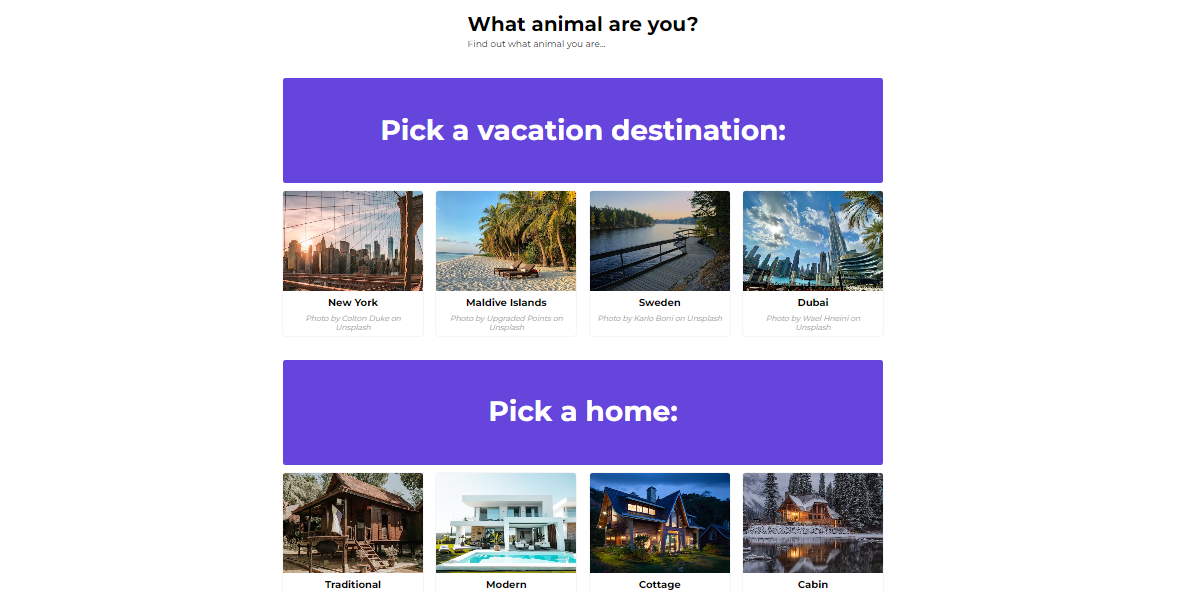 What animal are you?
Find out what animal you are...
Pick a vacation destination:
New York
Photo by Colton Duke on
Unsplash
Maldive Islands
Photo by Upgraded Points on
Unsplash
Sweden
Photo by Karlo Boni on Unsplash
Dubai
Photo by Wael Hneini on
Unsplash
Pick a home:
Traditional
Modern
Cottage
Cabin